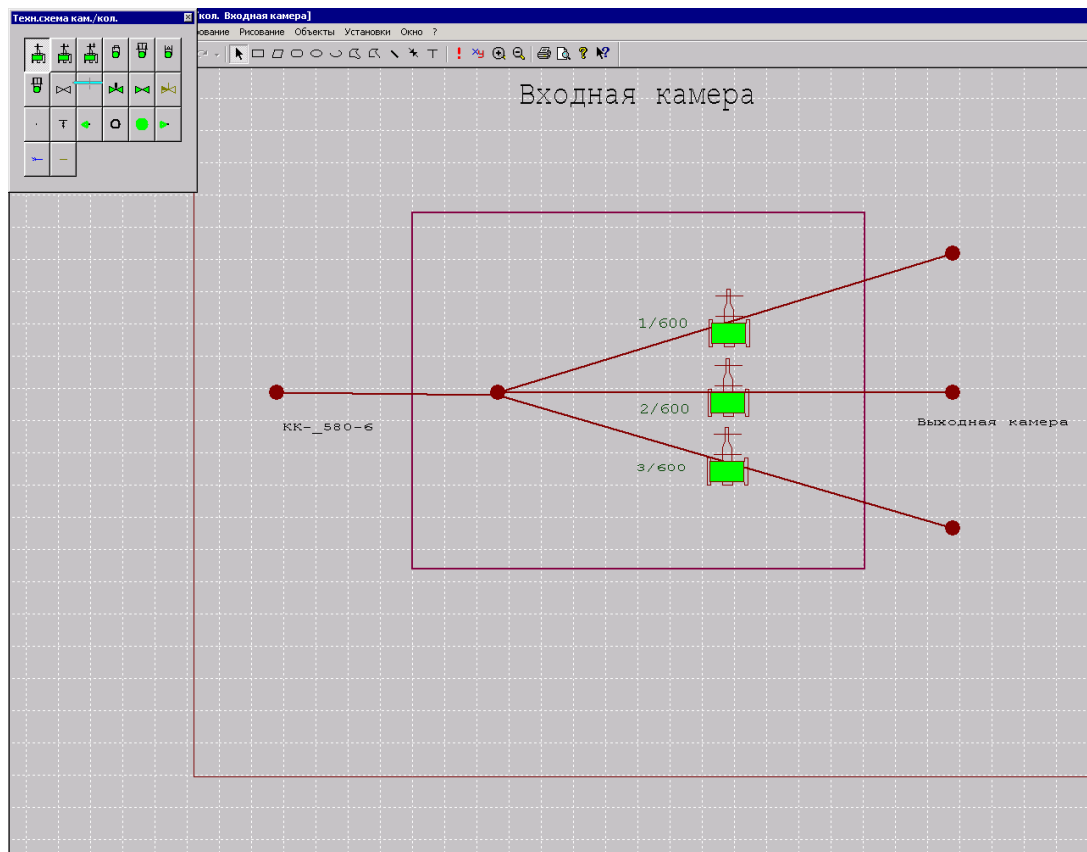 Техн.схема кам./кол.
кол. Входная камера]
рование Рисование Объекты Установки Окно ?
Входная камера
1/600
2/600
КК-_580-6
Выходная камера
3/600